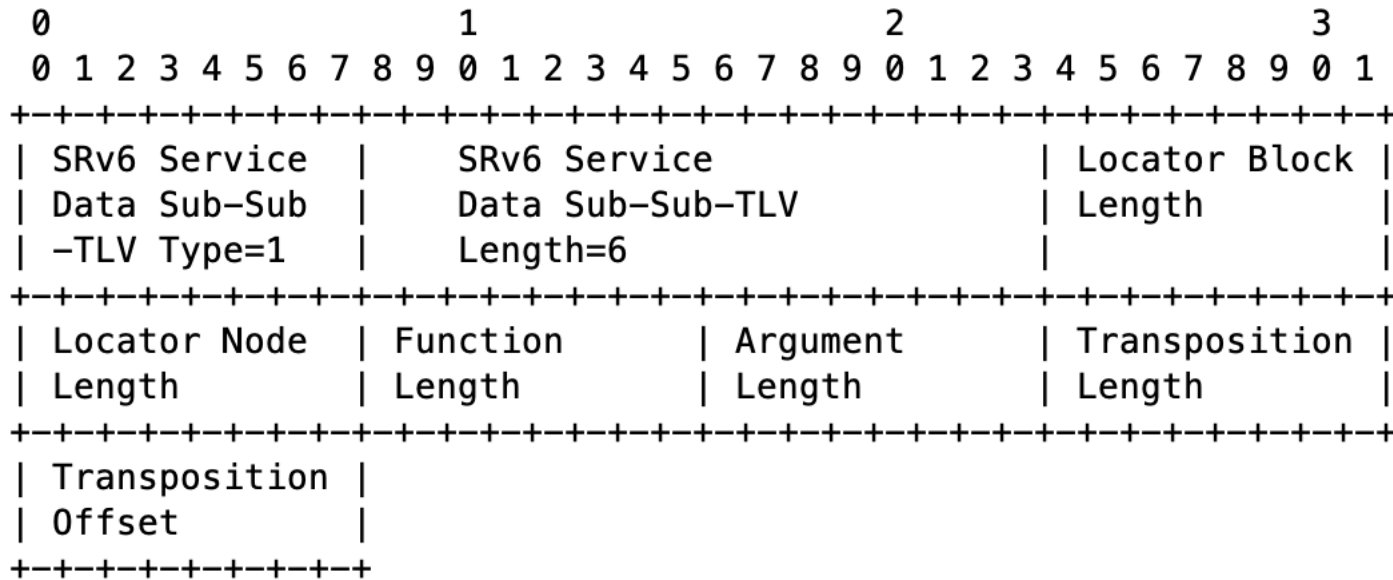 0                   1                   2                   3
 0 1 2 3 4 5 6 7 8 9 0 1 2 3 4 5 6 7 8 9 0 1 2 3 4 5 6 7 8 9 0 1
+-+-+-+-+-+-+-+-+-+-+-+-+-+-+-+-+-+-+-+-+-+-+-+-+-+-+-+-+-+-+-+-+
| SRv6 Service  |    SRv6 Service               | Locator Block |
| Data Sub-Sub  |    Data Sub-Sub-TLV           | Length        |
| -TLV Type=1   |    Length=6                   |               |
+-+-+-+-+-+-+-+-+-+-+-+-+-+-+-+-+-+-+-+-+-+-+-+-+-+-+-+-+-+-+-+-+
| Locator Node  | Function      | Argument      | Transposition |
| Length        | Length        | Length        | Length        |
+-+-+-+-+-+-+-+-+-+-+-+-+-+-+-+-+-+-+-+-+-+-+-+-+-+-+-+-+-+-+-+-+
| Transposition |
| Offset        |
+-+-+-+-+-+-+-+-+